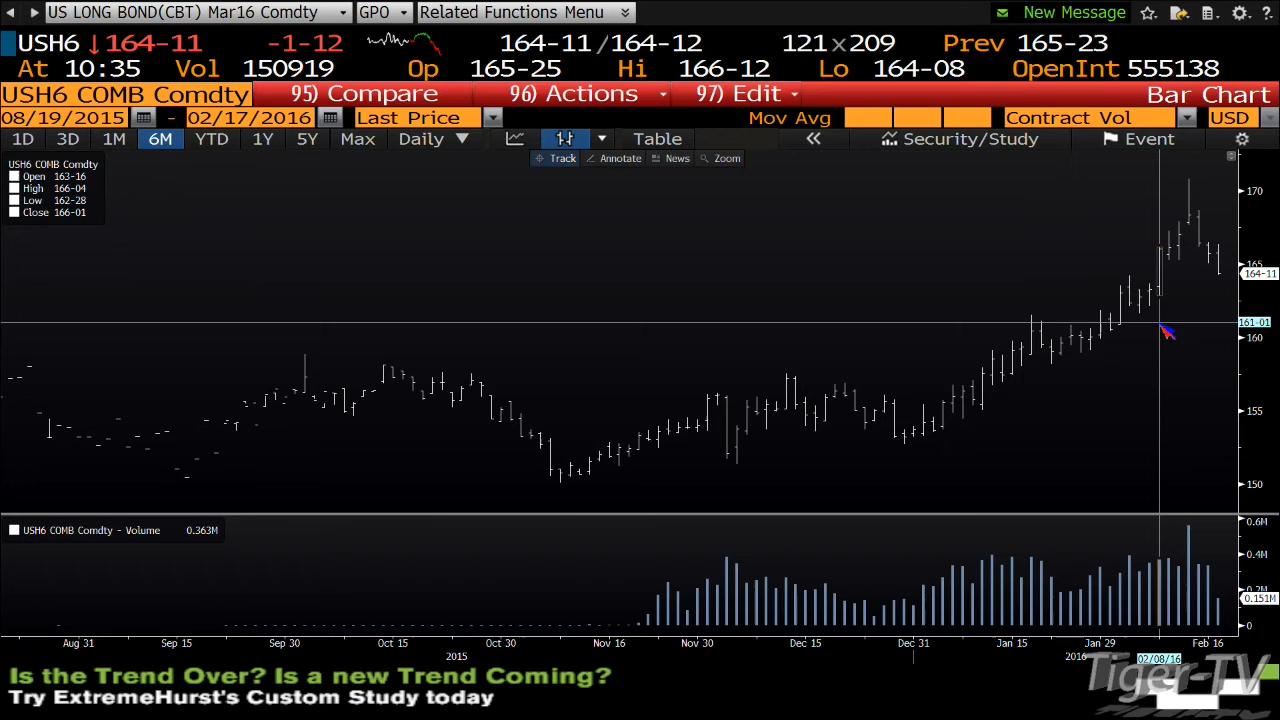 US LONG BOND(CBT) Mar16 Comdty GPO Related Functions Menu New Message
USH6 164-11 -1-12 164-11/164-12 121x209 Prev 165-23
At 10:35 Vol 150919 Op 165-25 Hi 166-12 Lo 164-08 OpenInt 555138
USH6 COMB Comdty 95) Compare 96) Actions 97) Edit Bar Chart
08/19/2015 - 02/17/2016 Last Price Mov Avg Contract Vol USD
1D 3D 1M 6M YTD 1Y 5Y Max Daily Table Security/Study Event
Track Annotate News Zoom
USH6 COMB Comdty
Open 163-16
High 166-04
Low 162-28
Close 166-01
170
165
164-11
161-01
160
155
150
USH6 COMB Comdty - Volume 0.363M
0.6M
0.4M
0.2M
0.151M
0
Aug 31 Sep 15 Sep 30 Oct 15 Oct 30 Nov 16 Nov 30 Dec 15 Dec 31 Jan 15 Jan 29 Feb 16
2015 2016 02/08/16
Is the Trend Over? Is a new Trend Coming?
Try ExtremeHurst's Custom Study today
Tiger-TV